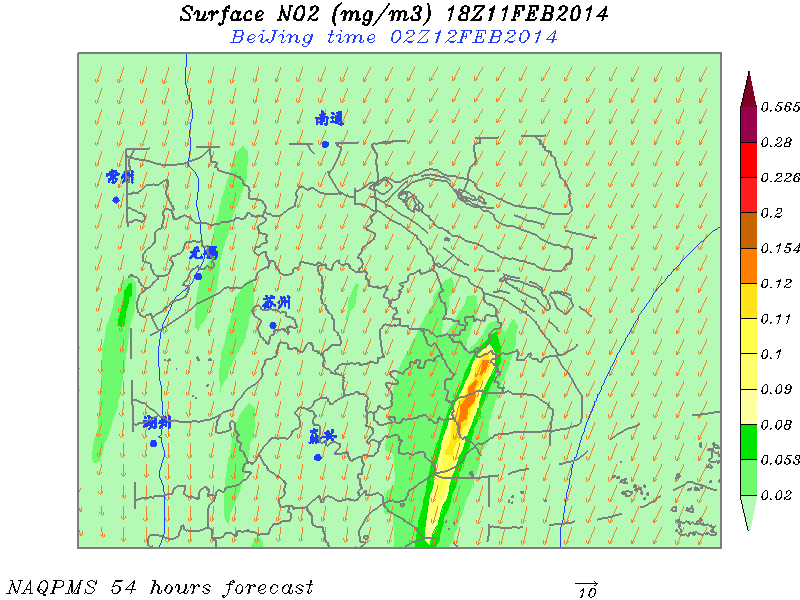 Surface NO2 (mg/m3) 18Z11FEB2014
BeiJing time 02Z12FEB2014
南通
常州
无锡
苏州
湖州
嘉兴
0.565
0.28
0.226
0.2
0.154
0.12
0.11
0.1
0.09
0.08
0.053
0.02
NAQPMS 54 hours forecast
10